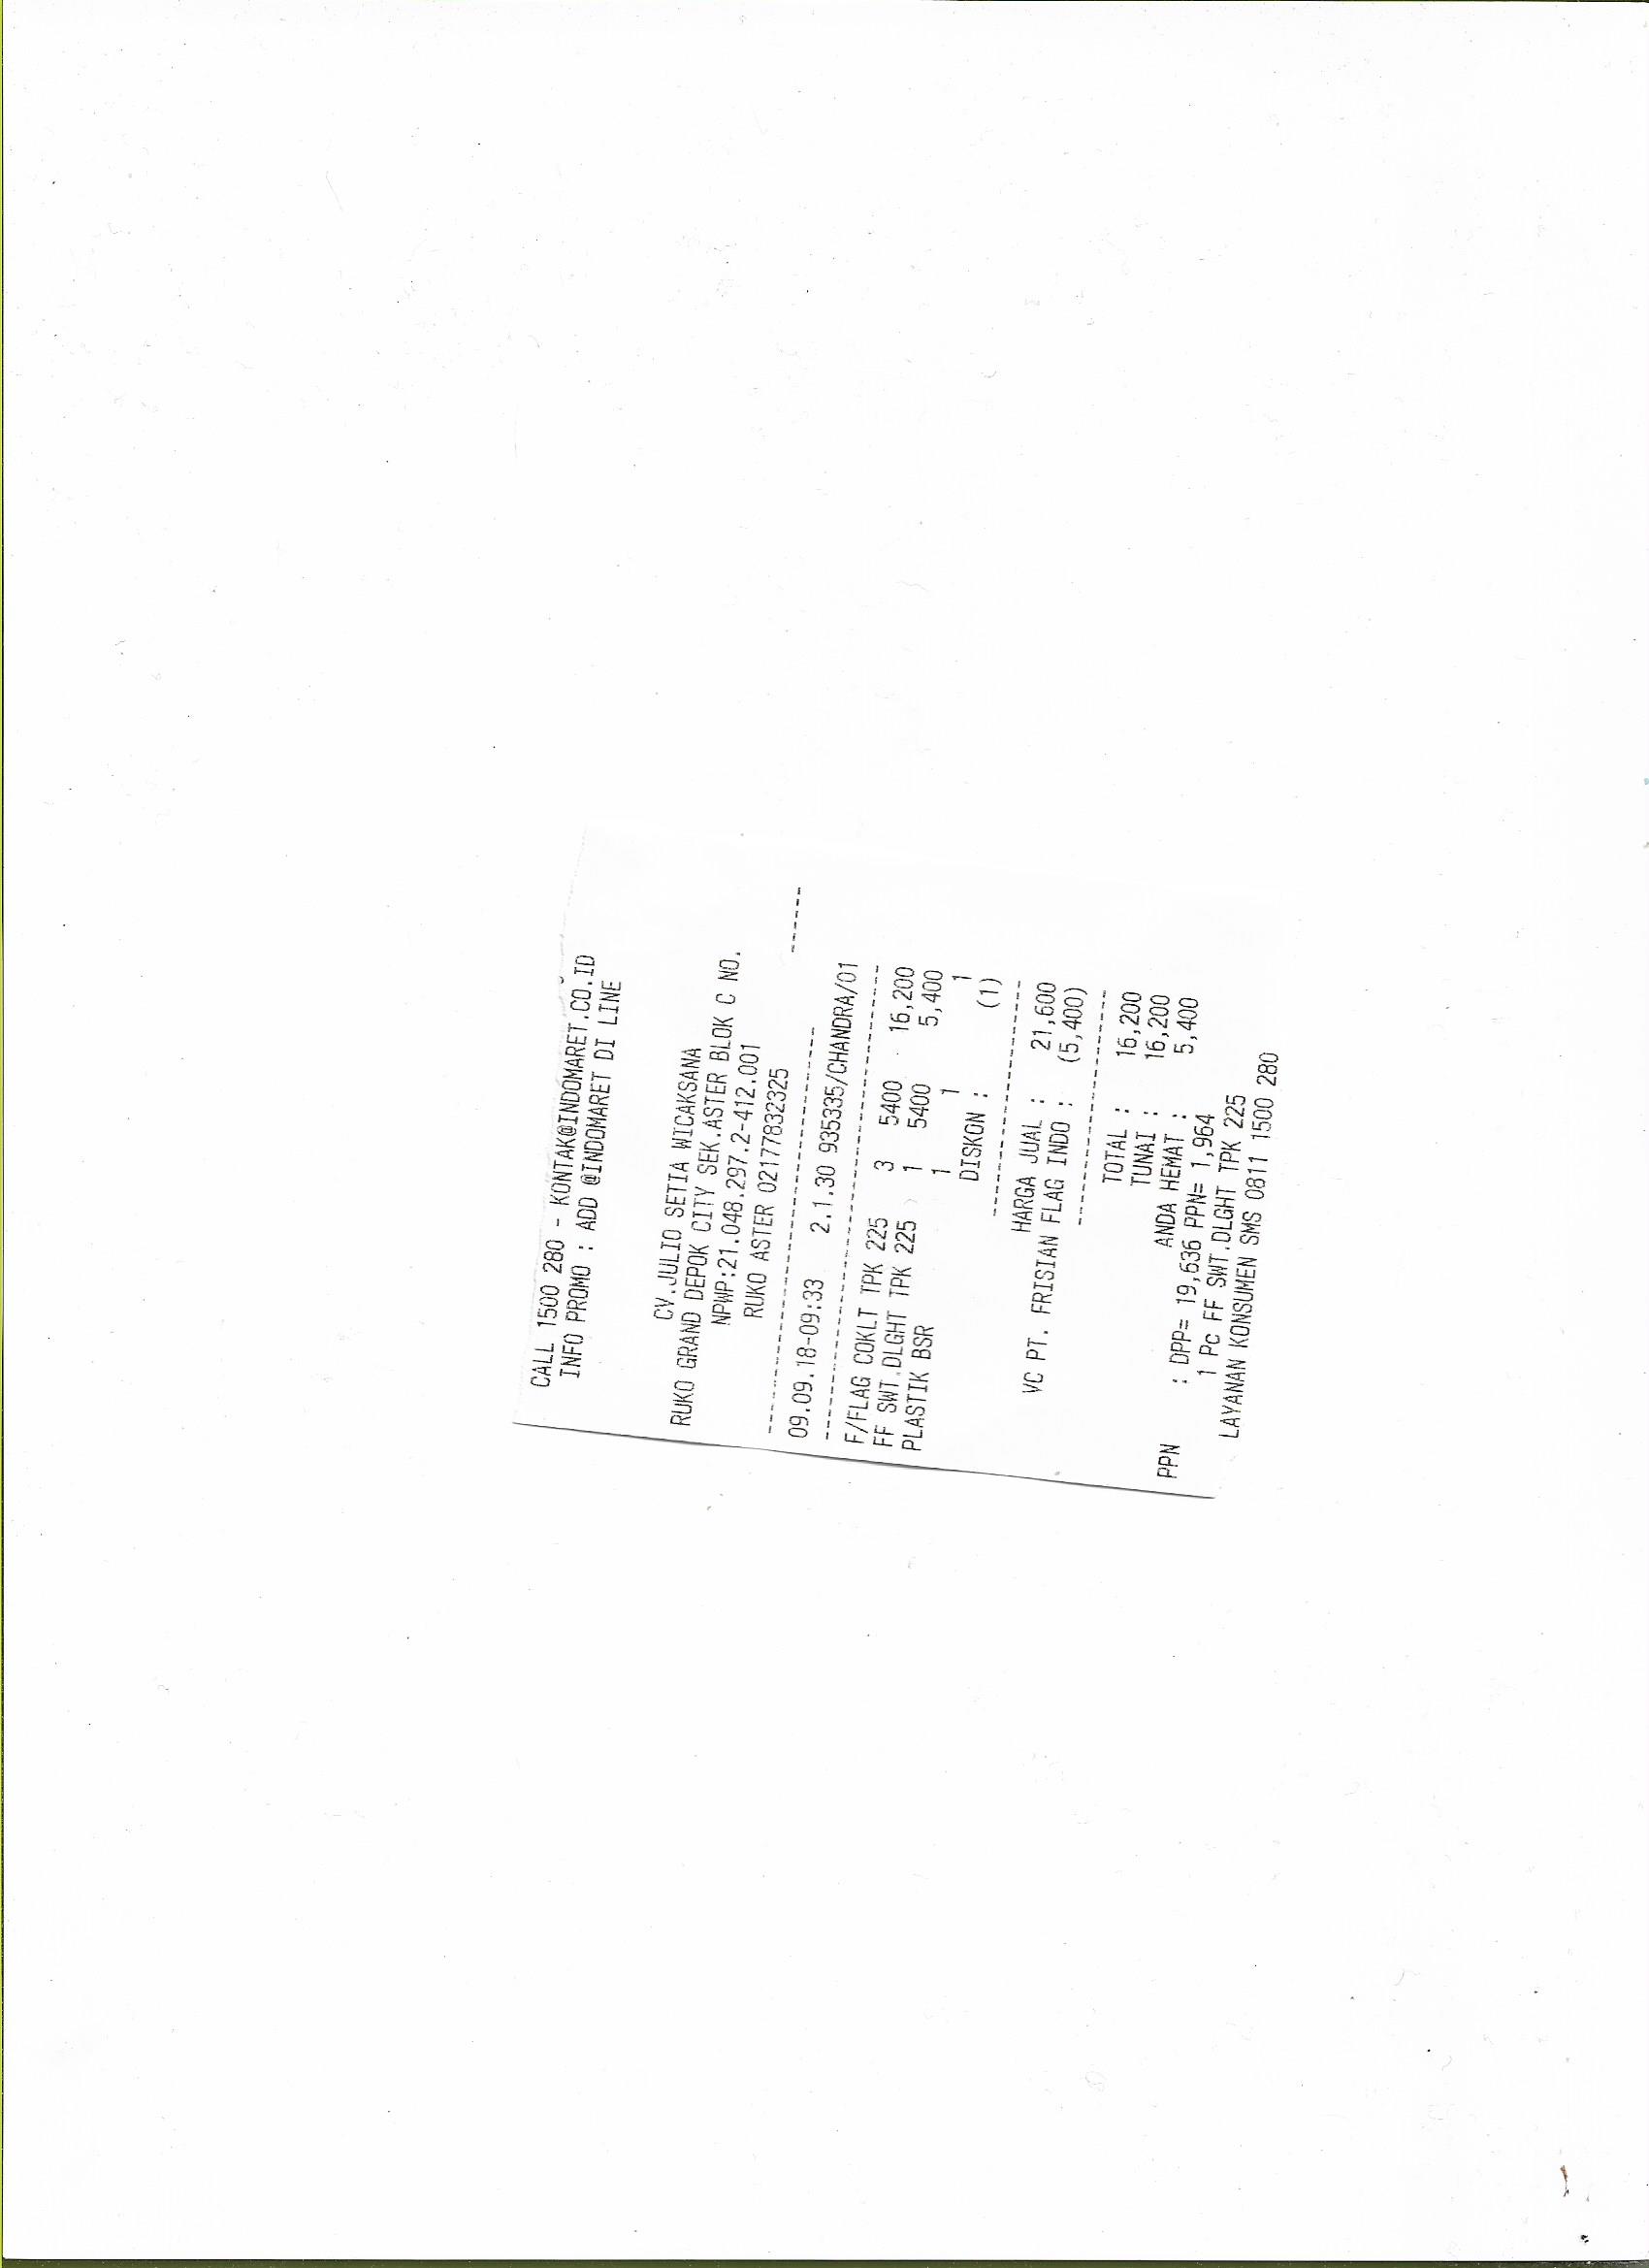 CALL 1500 280 - KONTAK@INDOMARET.CO.ID
INFO PROMO : ADD @INDOMARET DI LINE
CV.JULIO SETIA WICAKSANA
RUKO GRAND DEPOK CITY SEK.ASTER BLOK C NO.
NPWP:21.048.297.2-412.001
RUKO ASTER 02177832325
09.09.18-09:33 2.1.30 935335/CHANDRA/01
F/FLAG COKLT TPK 225 3 5400 16,200
FF SWT.DLGHT TPK 225 1 5400 5,400
PLASTIK BSR 1 1 1
DISKON : (1)
HARGA JUAL : 21,600
VC PT. FRISIAN FLAG INDO : (5,400)
TOTAL : 16,200
TUNAI : 16,200
ANDA HEMAT : 5,400
PPN : DPP= 19,636 PPN= 1,964
1 Pc FF SWT.DLGHT TPK 225
LAYANAN KONSUMEN SMS 0811 1500 280